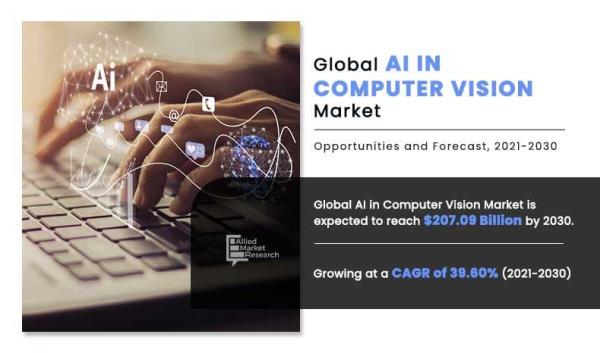 Ai
@
Global AI IN
COMPUTER VISION
Market
Opportunities and Forecast, 2021-2030
Global AI in Computer Vision Market is
expected to reach $207.09 Billion by 2030.
Allied
Market
Research
Growing at a CAGR of 39.60% (2021-2030)